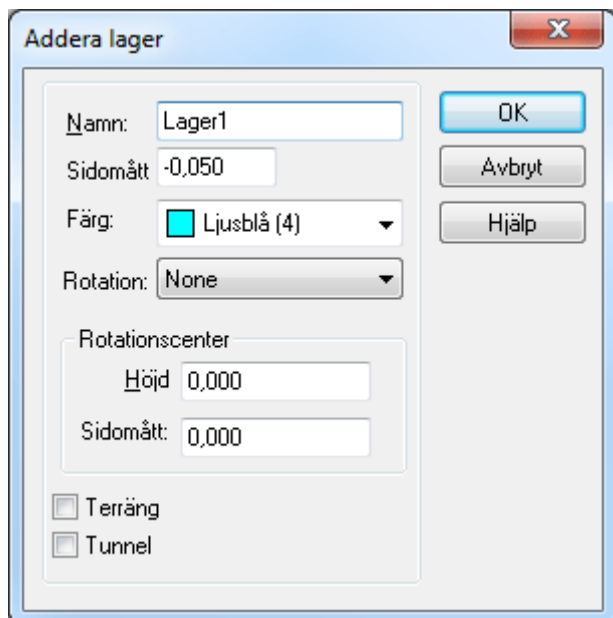 Addera lager
Namn: Lager1
Sidomått -0,050
Färg: Ljusblå (4)
Rotation: None
Rotationscenter
Höjd 0,000
Sidomått: 0,000
Terräng
Tunnel
OK
Avbryt
Hjälp